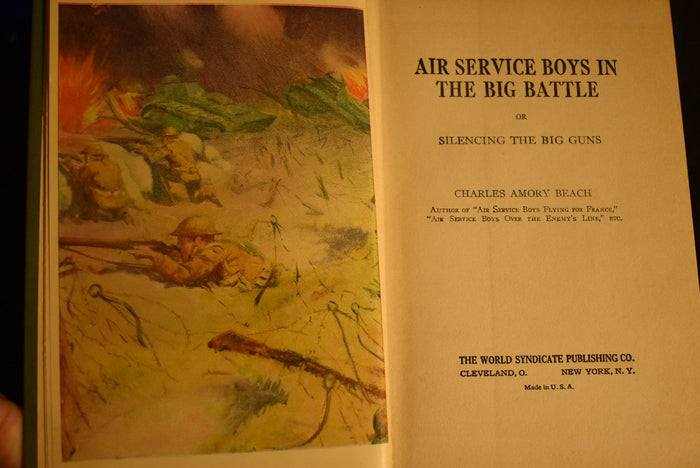 AIR SERVICE BOYS IN
THE BIG BATTLE
OR
SILENCING THE BIG GUNS
CHARLES AMORY BEACH
AUTHOR OF "AIR SERVICE BOYS FLYING FOR FRANCE,"
"AIR SERVICE BOYS OVER THE ENEMY'S LINE," ETC.
THE WORLD SYNDICATE PUBLISHING CO.
CLEVELAND, O. NEW YORK, N. Y.
Made in U. S. A.